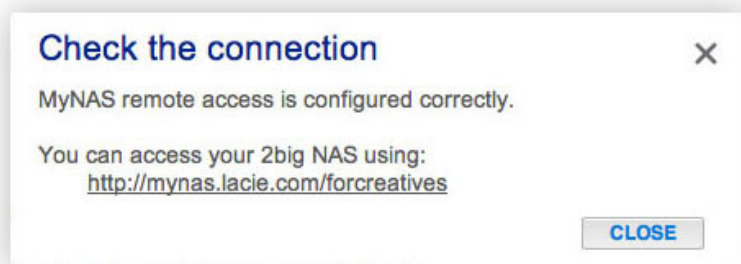 Check the connection
MyNAS remote access is configured correctly.
You can access your 2big NAS using:
http://mynas.lacie.com/forcreatives
CLOSE